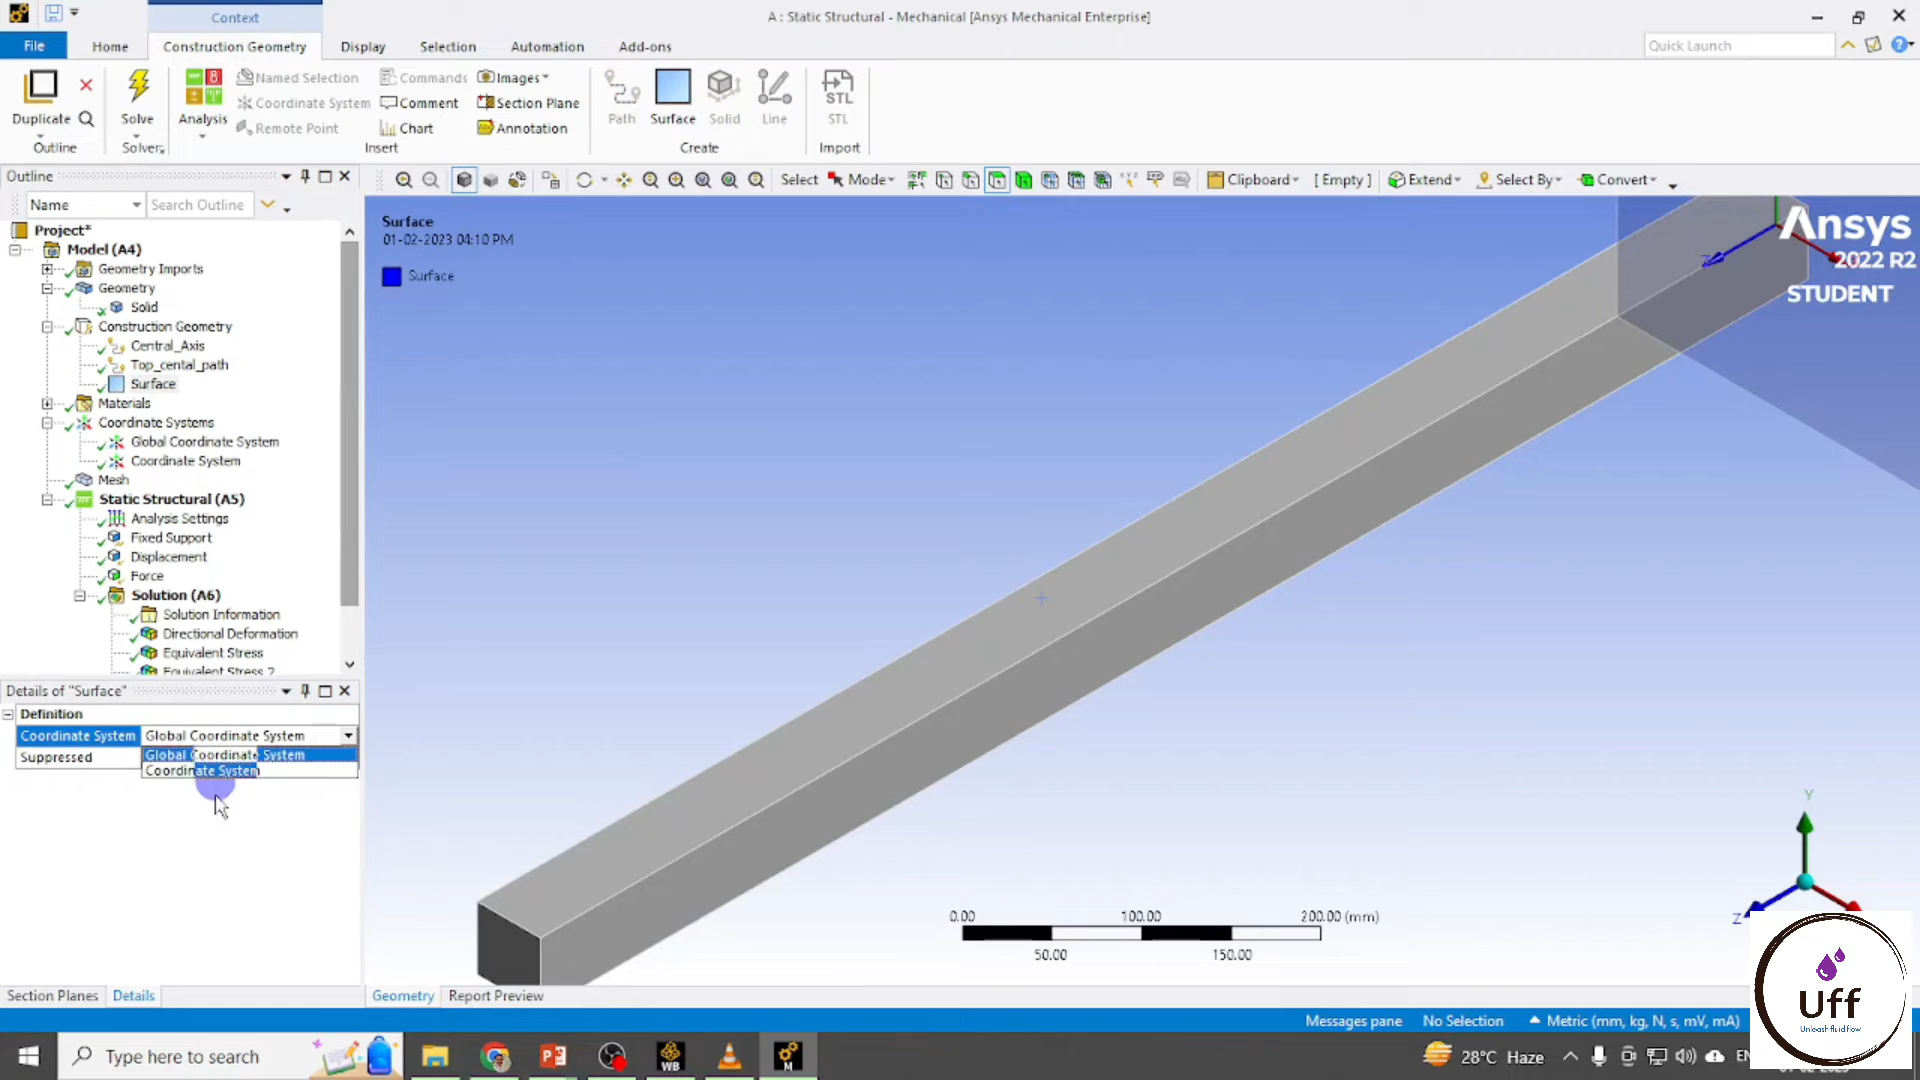 Context
A : Static Structural - Mechanical [Ansys Mechanical Enterprise]
File
Home
Construction Geometry
Display
Selection
Automation
Add-ons
Quick Launch
Duplicate
Outline
Solve
Solver
Analysis
Named Selection
Coordinate System
Remote Point
Commands
Comment
Chart
Images
Section Plane
Annotation
Insert
Path
Surface
Solid
Line
Create
STL
STL
Import
Outline
Name
Search Outline
Select
Mode
Clipboard
[ Empty ]
Extend
Select By
Convert
Project*
Model (A4)
Geometry Imports
Geometry
Solid
Construction Geometry
Central_Axis
Top_cental_path
Surface
Materials
Coordinate Systems
Global Coordinate System
Coordinate System
Mesh
Static Structural (A5)
Analysis Settings
Fixed Support
Displacement
Force
Solution (A6)
Solution Information
Directional Deformation
Equivalent Stress
Equivalent Stress 2
Surface
01-02-2023 04:10 PM
Surface
Ansys
2022 R2
STUDENT
Details of "Surface"
Definition
Coordinate System
Global Coordinate System
Suppressed
Global Coordinate System
Coordinate System
Y
Z
0.00
100.00
200.00 (mm)
50.00
150.00
Section Planes
Details
Geometry
Report Preview
Messages pane
No Selection
Metric (mm, kg, N, s, mV, mA)
Uff
Unleash fluid flow
Type here to search
WB
M
28°C Haze